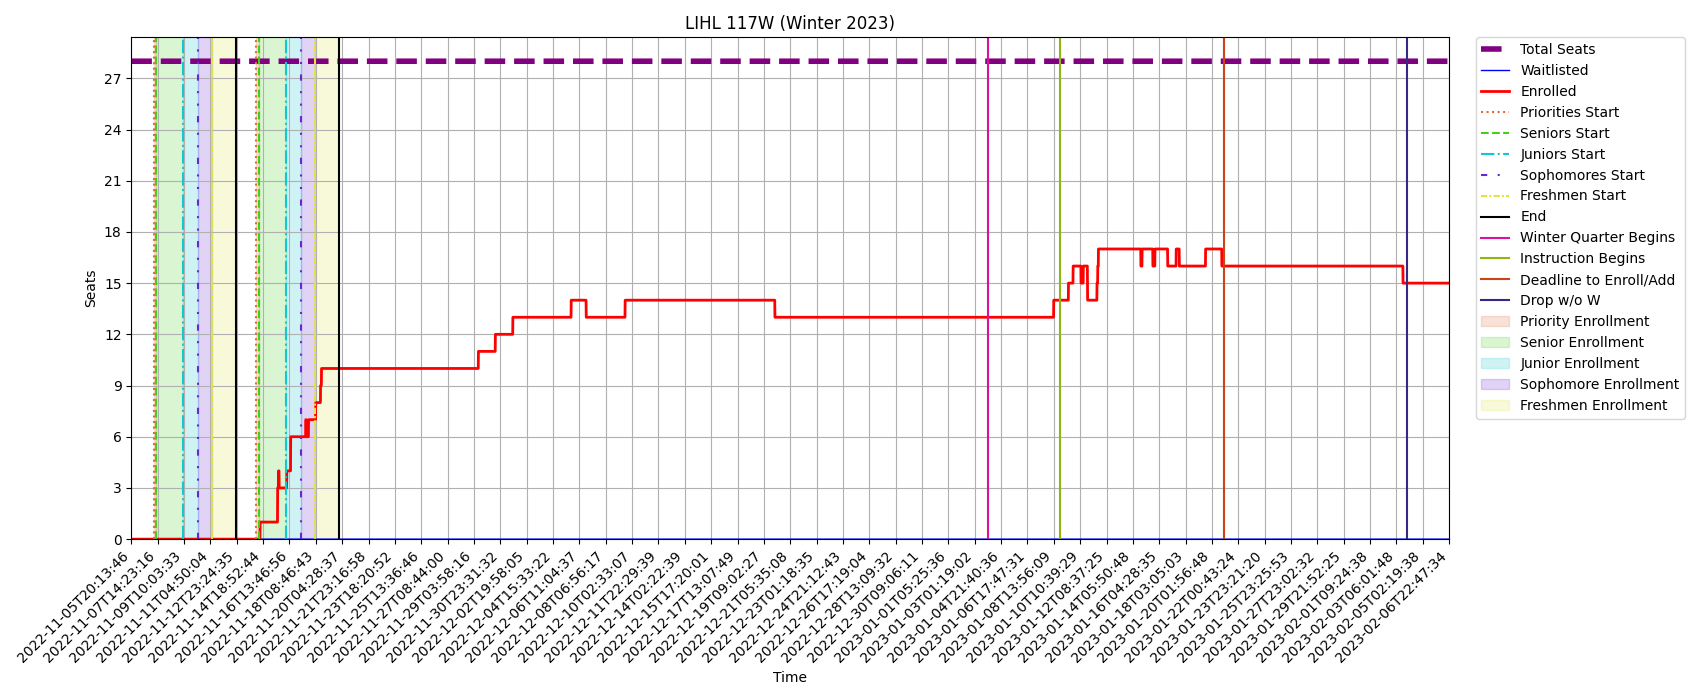 LIHL 117W (Winter 2023)
Seats
27
24
21
18
15
12
9
6
3
0
2022-11-05T20:13:46
2022-11-07T14:23:16
2022-11-09T10:03:33
2022-11-11T04:50:04
2022-11-12T23:24:35
2022-11-14T18:52:44
2022-11-16T13:46:56
2022-11-18T08:46:43
2022-11-20T04:28:37
2022-11-21T23:16:58
2022-11-23T18:20:52
2022-11-25T13:36:46
2022-11-27T08:44:00
2022-11-29T03:58:16
2022-11-30T23:31:32
2022-12-02T19:58:05
2022-12-04T15:33:22
2022-12-06T11:04:37
2022-12-08T06:56:17
2022-12-10T02:33:07
2022-12-11T22:29:39
2022-12-14T02:22:39
2022-12-15T17:20:01
2022-12-17T13:07:49
2022-12-19T09:02:27
2022-12-21T05:35:08
2022-12-23T01:18:35
2022-12-24T21:12:43
2022-12-26T17:19:04
2022-12-28T13:09:32
2022-12-30T09:06:11
2023-01-01T05:25:36
2023-01-03T01:19:02
2023-01-04T21:40:36
2023-01-06T17:47:31
2023-01-08T13:56:09
2023-01-10T10:39:29
2023-01-12T08:37:25
2023-01-14T05:50:48
2023-01-16T04:28:35
2023-01-18T03:05:03
2023-01-20T01:56:48
2023-01-22T00:43:24
2023-01-23T23:21:20
2023-01-25T23:25:53
2023-01-27T23:02:32
2023-01-29T21:52:25
2023-02-01T09:24:38
2023-02-03T06:01:48
2023-02-05T02:19:38
2023-02-06T22:47:34
Time
Total Seats
Waitlisted
Enrolled
Priorities Start
Seniors Start
Juniors Start
Sophomores Start
Freshmen Start
End
Winter Quarter Begins
Instruction Begins
Deadline to Enroll/Add
Drop w/o W
Priority Enrollment
Senior Enrollment
Junior Enrollment
Sophomore Enrollment
Freshmen Enrollment